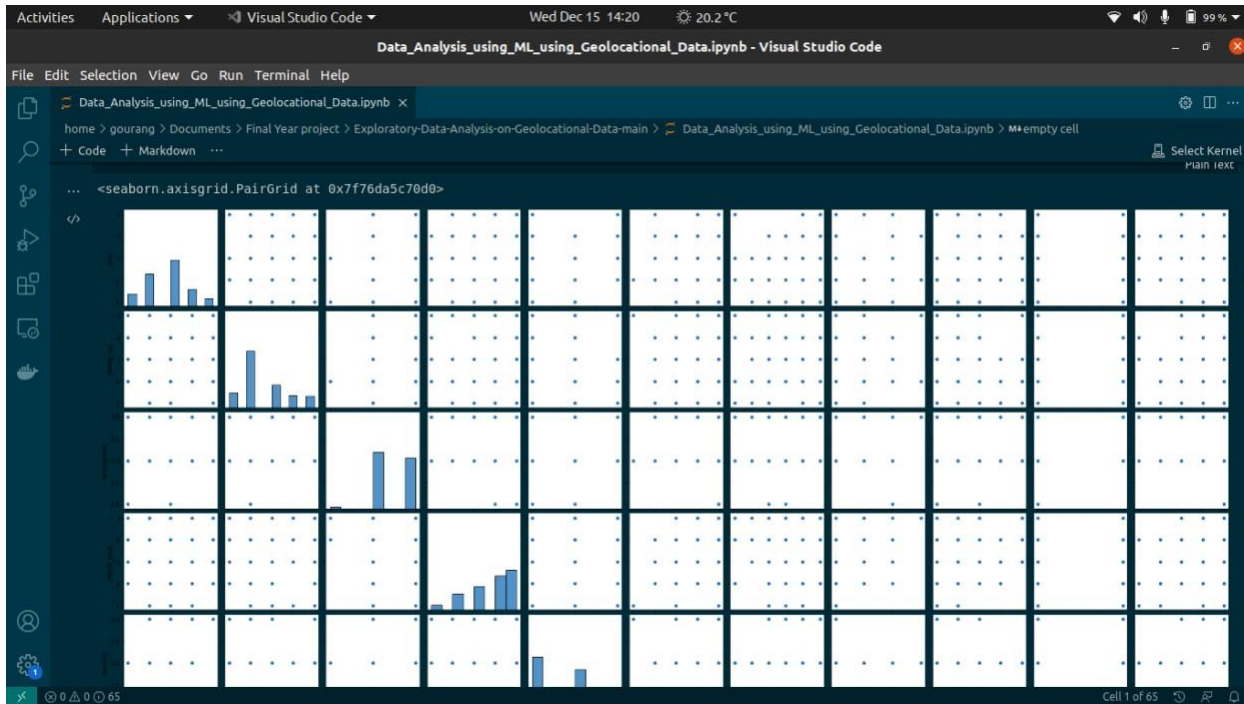 Activities Applications ▾ Visual Studio Code ▾ Wed Dec 15 14:20 20.2 °C 99 % ▾
Data_Analysis_using_ML_using_Geolocational_Data.ipynb - Visual Studio Code
File Edit Selection View Go Run Terminal Help
Data_Analysis_using_ML_using_Geolocational_Data.ipynb ×
home > gourang > Documents > Final Year project > Exploratory-Data-Analysis-on-Geolocational-Data-main > Data_Analysis_using_ML_using_Geolocational_Data.ipynb > M↓empty cell
+ Code + Markdown ··· Select Kernel
Plain Text
··· <seaborn.axisgrid.PairGrid at 0x7f76da5c70d0>
1
0 0 65 Cell 1 of 65